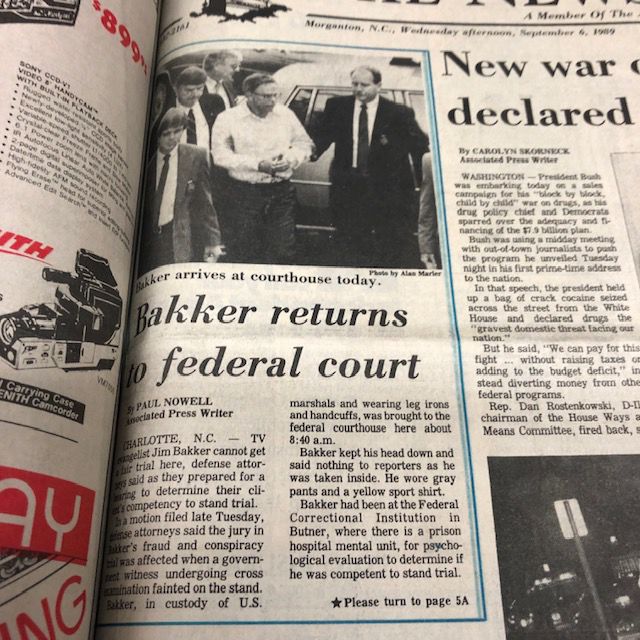 $899
SONY CCD-V
VIDEO 8 HANDYCAM
WITH BUILT-IN PLAYBACK
ZENITH
Carrying Case
ZENITH Camcorder
AY
ING
THE NEWS
A Member Of The
Morganton, N.C., Wednesday afternoon, September 6, 1989
Photo by Alan Marler
Bakker arrives at courthouse today.
Bakker returns
to federal court
By PAUL NOWELL
Associated Press Writer
CHARLOTTE, N.C. — TV
evangelist Jim Bakker cannot get
a fair trial here, defense attor-
neys said as they prepared for a
hearing to determine their cli-
ent's competency to stand trial.
In a motion filed late Tuesday,
defense attorneys said the jury in
Bakker's fraud and conspiracy
trial was affected when a govern-
ment witness undergoing cross
examination fainted on the stand.
Bakker, in custody of U.S.
marshals and wearing leg irons
and handcuffs, was brought to the
federal courthouse here about
8:40 a.m.
Bakker kept his head down and
said nothing to reporters as he
was taken inside. He wore gray
pants and a yellow sport shirt.
Bakker had been at the Federal
Correctional Institution in
Butner, where there is a prison
hospital mental unit, for psycho-
logical evaluation to determine if
he was competent to stand trial.
★Please turn to page 5A
New war
declared
By CAROLYN SKORNECK
Associated Press Writer
WASHINGTON — President Bush
was embarking today on a sales
campaign for his "block by block,
child by child" war on drugs, as his
drug policy chief and Democrats
sparred over the adequacy and fi-
nancing of the $7.9 billion plan.
Bush was using a midday meeting
with out-of-town journalists to push
the program he unveiled Tuesday
night in his first prime-time address
to the nation.
In that speech, the president held
up a bag of crack cocaine seized
across the street from the White
House and declared drugs the
"gravest domestic threat facing our
nation."
But he said, "We can pay for this
fight ... without raising taxes or
adding to the budget deficit," in-
stead diverting money from other
federal programs.
Rep. Dan Rostenkowski, D-Il
chairman of the House Ways a
Means Committee, fired back, s